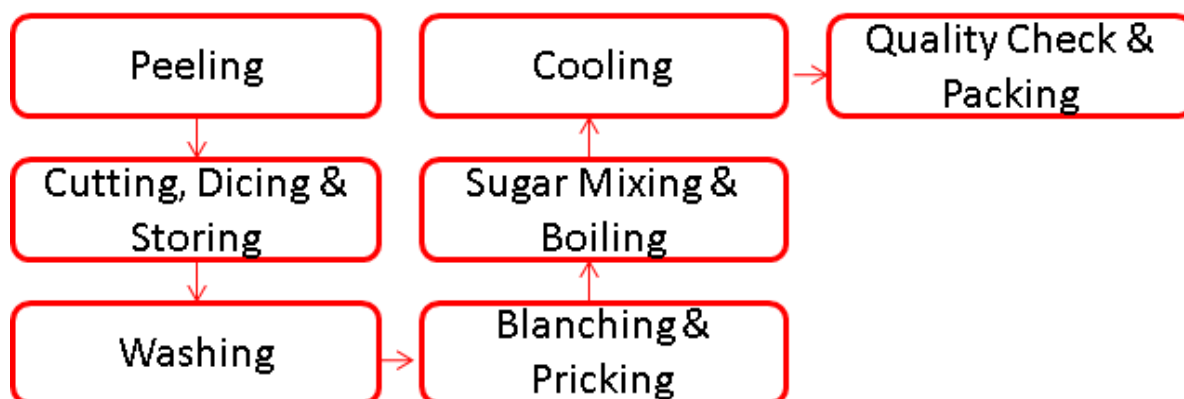 Peeling
Cutting, Dicing &
Storing
Washing
Blanching &
Pricking
Sugar Mixing &
Boiling
Cooling
Quality Check &
Packing